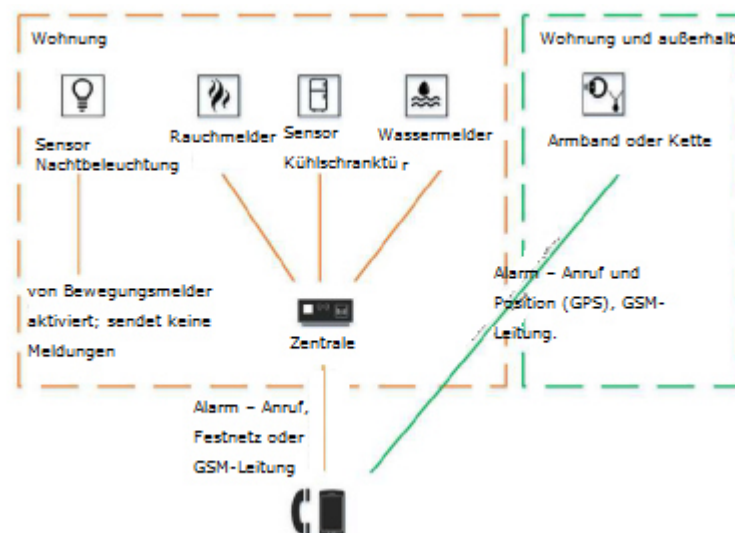 Wohnung
Wohnung und außerhalb
Sensor
Nachtbeleuchtung
Rauchmelder
Sensor
Kühlschranktür
Wassermelder
Armband oder Kette
von Bewegungsmelder
aktiviert; sendet keine
Meldungen
Zentrale
Alarm – Anruf und
Position (GPS), GSM-
Leitung.
Alarm – Anruf,
Festnetz oder
GSM-Leitung